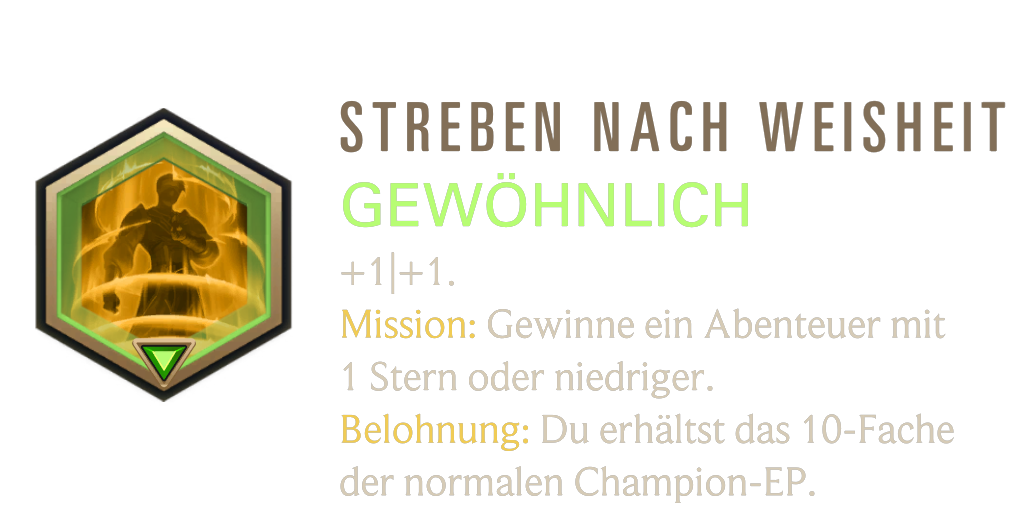 STREBEN NACH WEISHEIT
GEWÖHNLICH
+1|+1.
Mission: Gewinne ein Abenteuer mit
1 Stern oder niedriger.
Belohnung: Du erhältst das 10-Fache
der normalen Champion-EP.